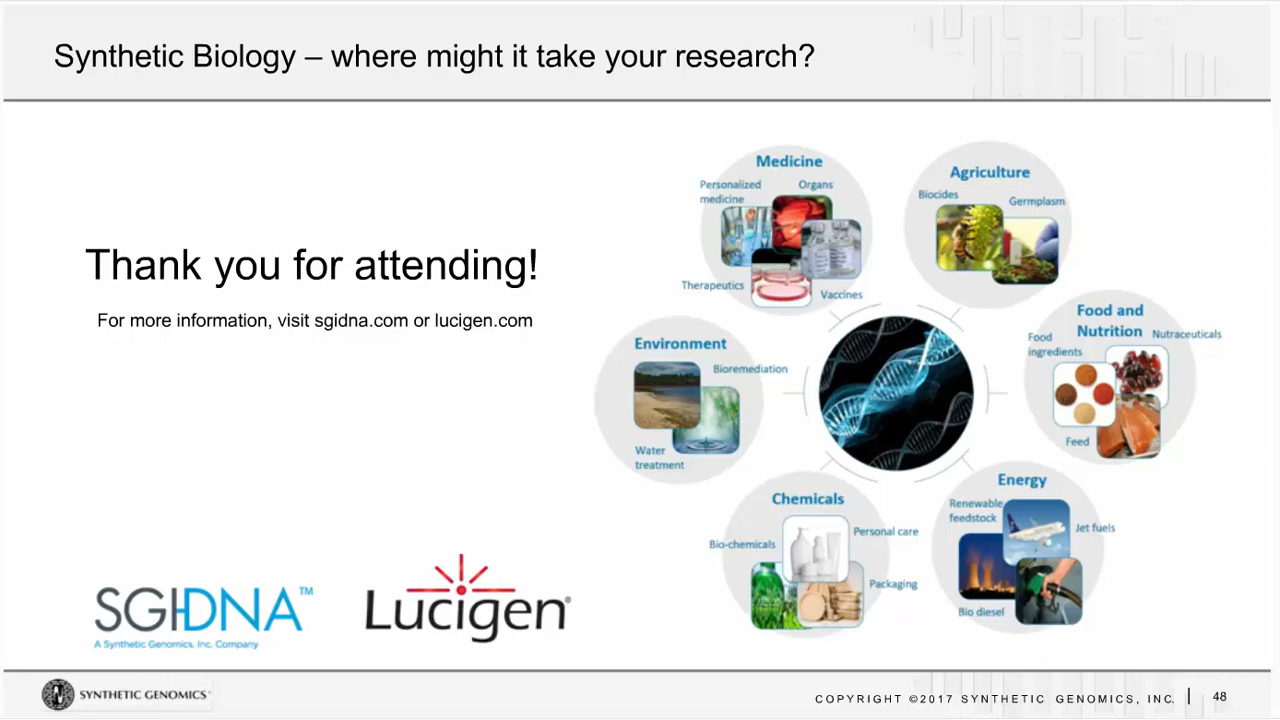 Synthetic Biology – where might it take your research?
Thank you for attending!
For more information, visit sgidna.com or lucigen.com
Medicine
Personalized
medicine
Organs
Therapeutics
Vaccines
Agriculture
Biocides
Germplasm
Food and
Nutrition
Food
ingredients
Nutraceuticals
Feed
Environment
Bioremediation
Water
treatment
Chemicals
Bio-chemicals
Personal care
Packaging
Energy
Renewable
feedstock
Jet fuels
Bio diesel
SGI-DNA™
A Synthetic Genomics, Inc. Company
Lucigen®
SYNTHETIC GENOMICS®
COPYRIGHT ©2017 SYNTHETIC GENOMICS, INC. | 48